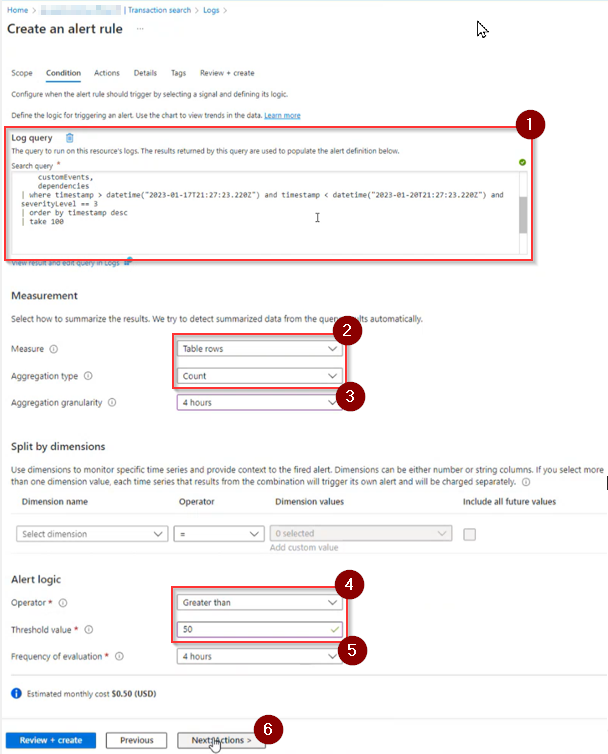 Home > | Transaction search > Logs >
Create an alert rule ...
Scope Condition Actions Details Tags Review + create
Configure when the alert rule should trigger by selecting a signal and defining its logic.
Define the logic for triggering an alert. Use the chart to view trends in the data. Learn more
1
Log query
The query to run on this resource's logs. The results returned by this query are used to populate the alert definition below.
Search query *
customEvents,
dependencies
| where timestamp > datetime("2023-01-17T21:27:23.220Z") and timestamp < datetime("2023-01-20T21:27:23.220Z") and
severityLevel == 3
| order by timestamp desc
| take 100
View result and edit query in Logs
Measurement
Select how to summarize the results. We try to detect summarized data from the query results automatically.
2
Measure Table rows
Aggregation type Count
3
Aggregation granularity 4 hours
Split by dimensions
Use dimensions to monitor specific time series and provide context to the fired alert. Dimensions can be either number or string columns. If you select more
than one dimension value, each time series that results from the combination will trigger its own alert and will be charged separately.
Dimension name Operator Dimension values Include all future values
Select dimension = 0 selected
Add custom value
Alert logic
4
Operator * Greater than
Threshold value * 50
5
Frequency of evaluation * 4 hours
Estimated monthly cost $0.50 (USD)
6
Review + create Previous Next: Actions >